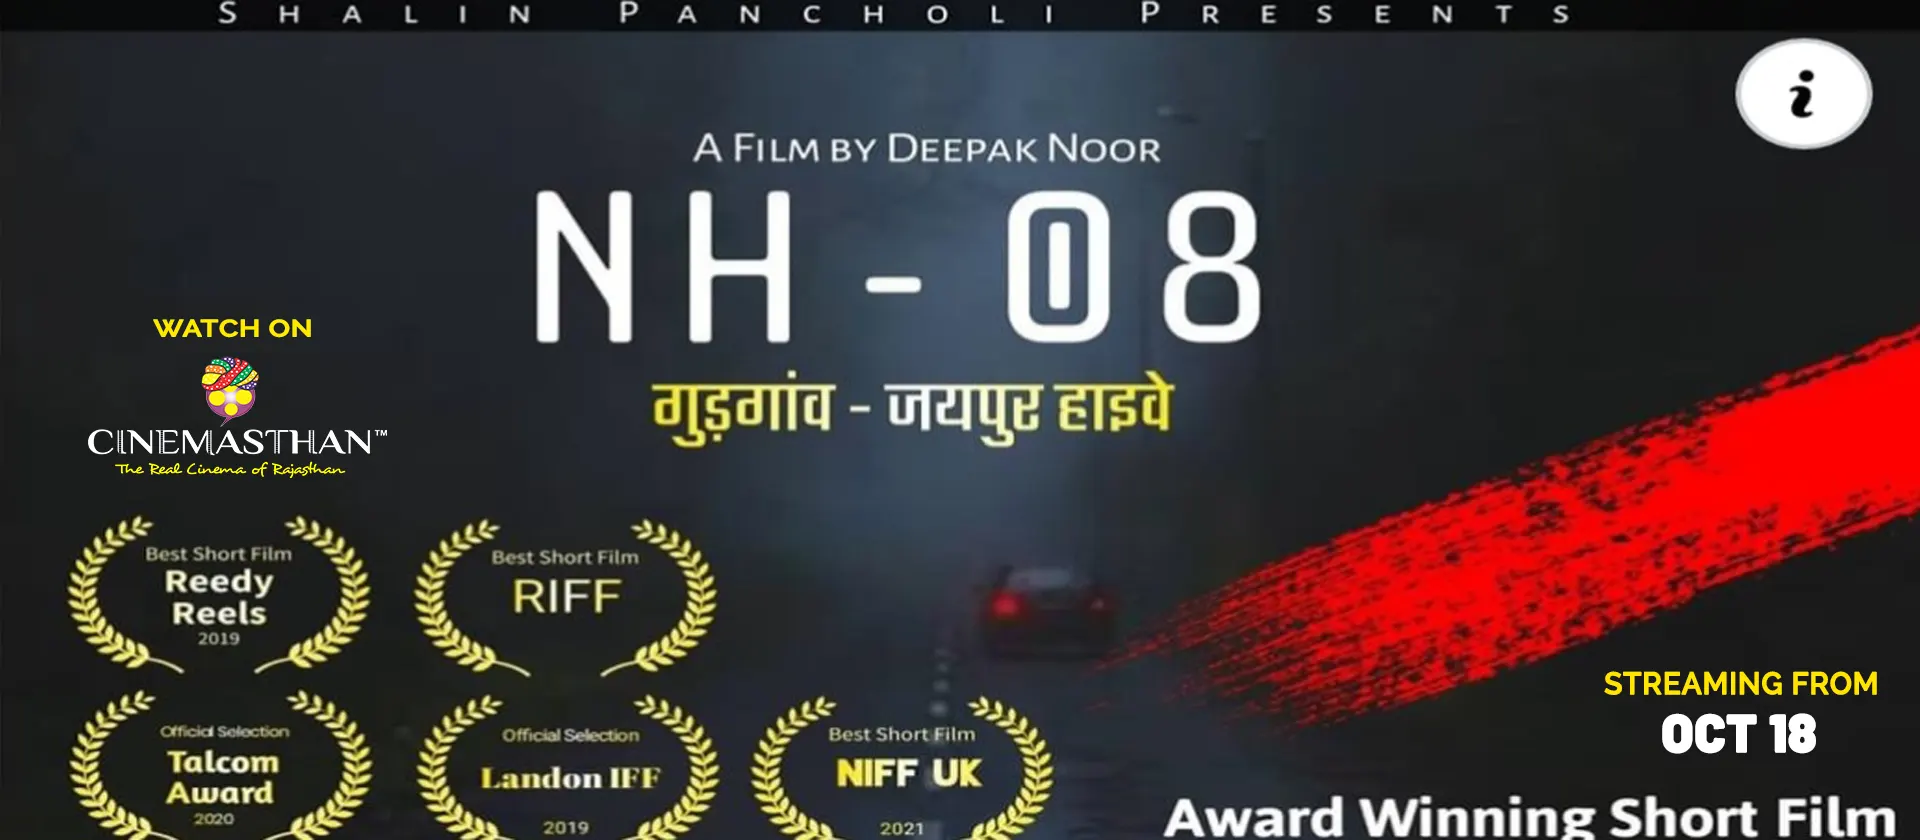 SHALIN PANCHOLI PRESENTS
i
A FILM BY DEEPAK NOOR
NH - 08
गुड़गांव - जयपुर हाइवे
WATCH ON
CINEMASTHAN™
The Real Cinema of Rajasthan
Best Short Film
Reedy
Reels
2019
Best Short Film
RIFF
Official Selection
Talcom
Award
2020
Official Selection
Landon IFF
2019
Best Short Film
NIFF UK
2021
STREAMING FROM
OCT 18
Award Winning Short Film